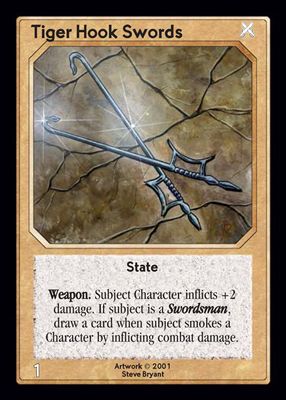 Tiger Hook Swords
State
Weapon. Subject Character inflicts +2
damage. If subject is a Swordsman,
draw a card when subject smokes a
Character by inflicting combat damage.
1
Artwork © 2001
Steve Bryant